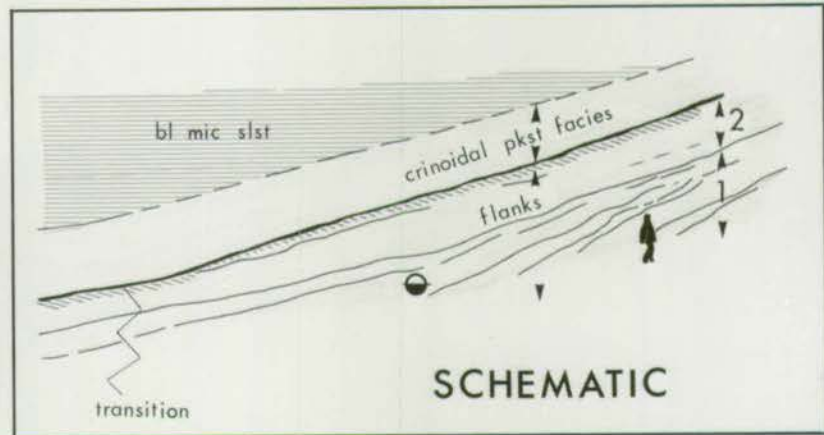 bl mic slst
crinoidal pkst facies
2
flanks
1
transition
SCHEMATIC